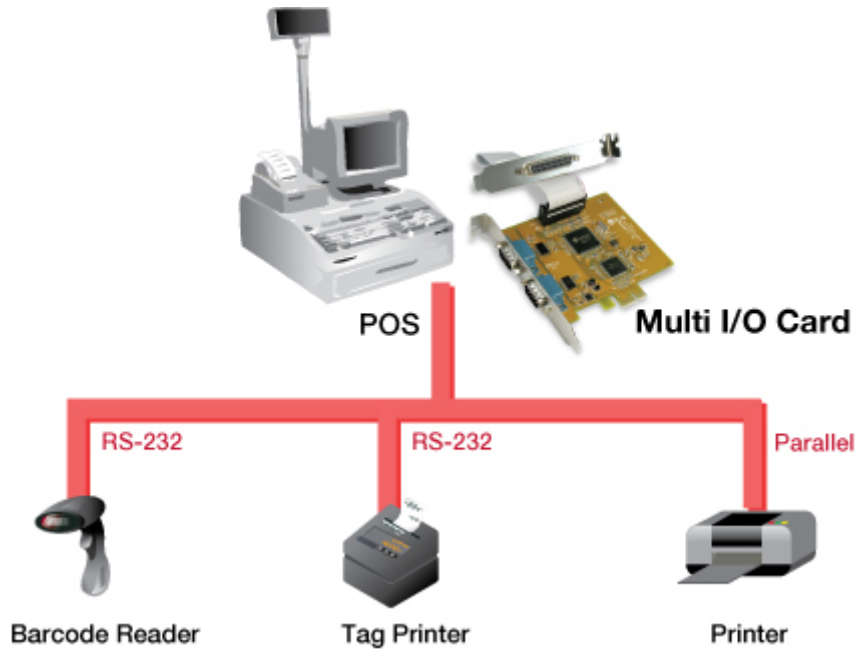 POS
Multi I/O Card
RS-232
RS-232
Parallel
Barcode Reader
Tag Printer
Printer